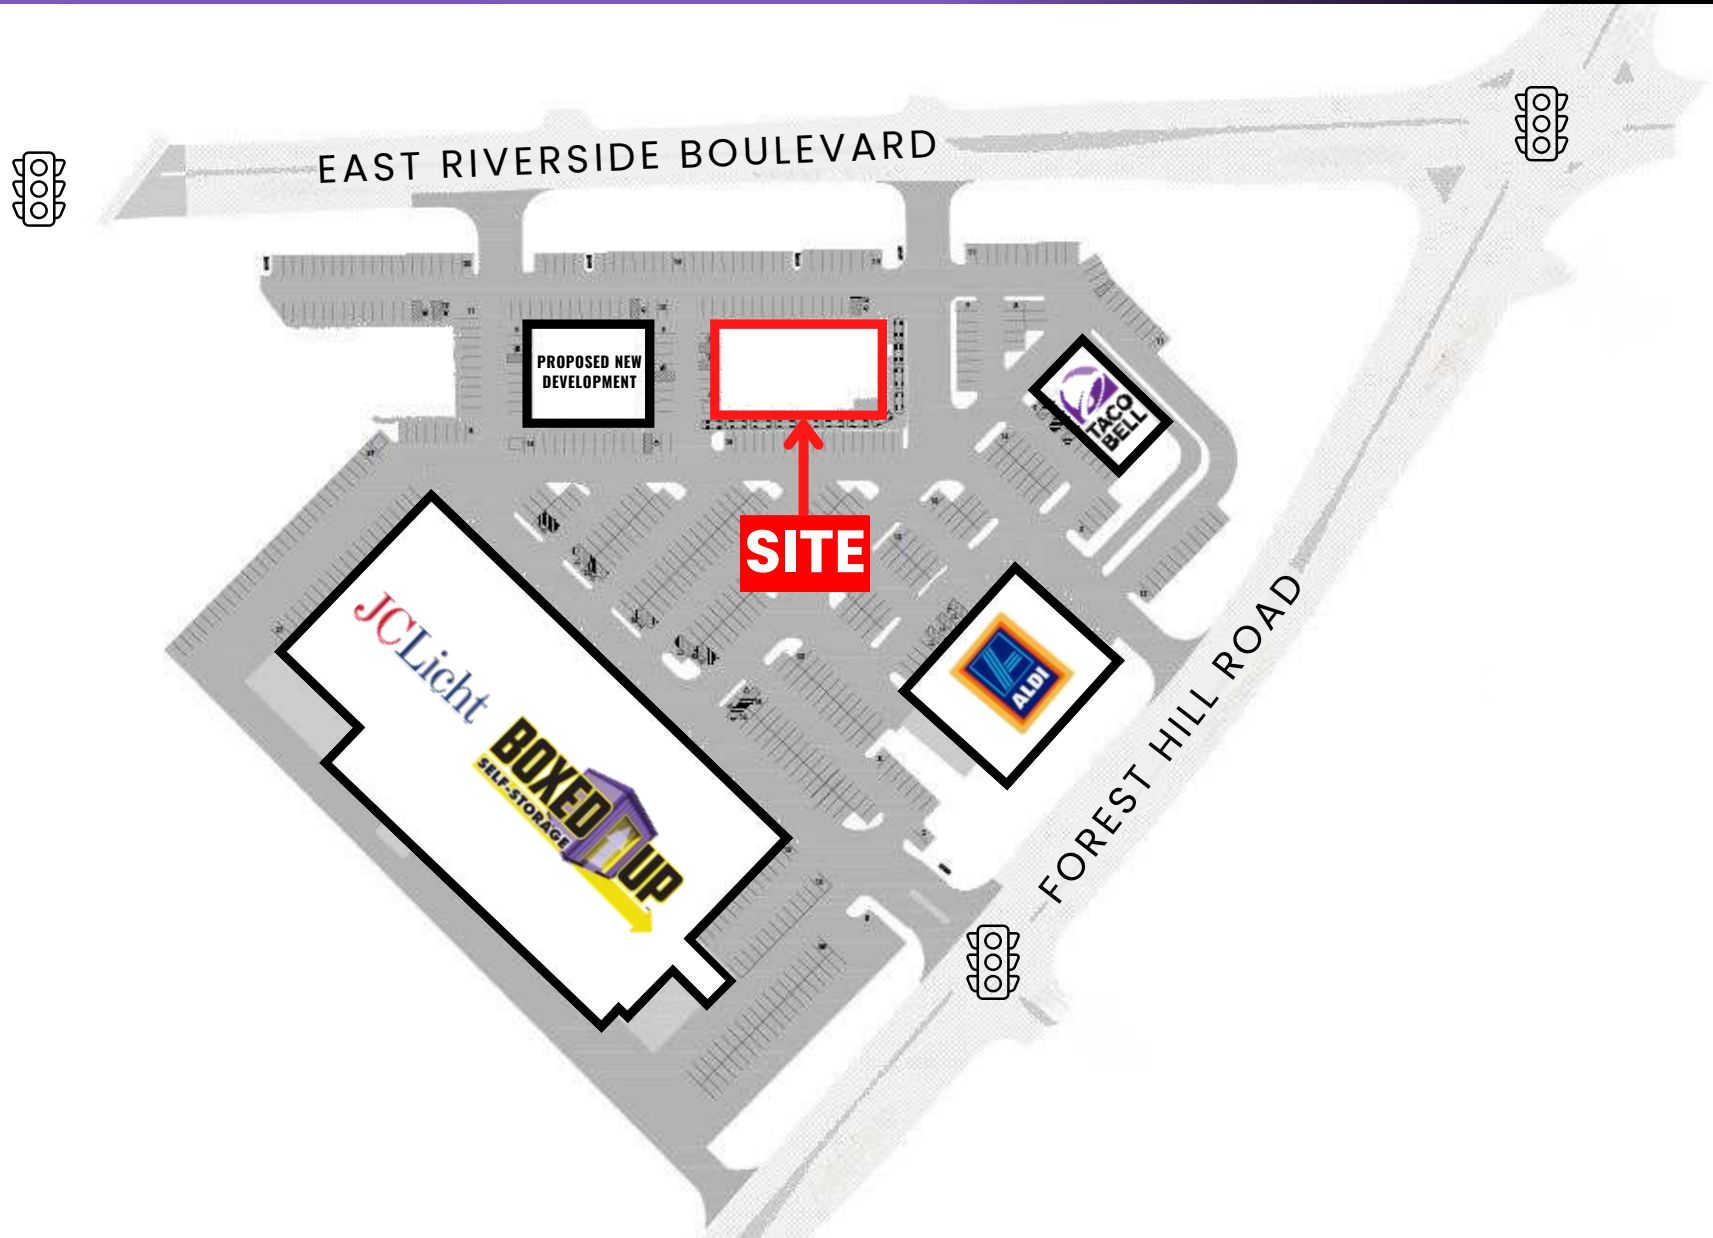 EAST RIVERSIDE BOULEVARD
PROPOSED NEW
DEVELOPMENT
TACO
BELL
SITE
ALDI
JCLicht
BOXED
UP
SELF-STORAGE
FOREST HILL ROAD